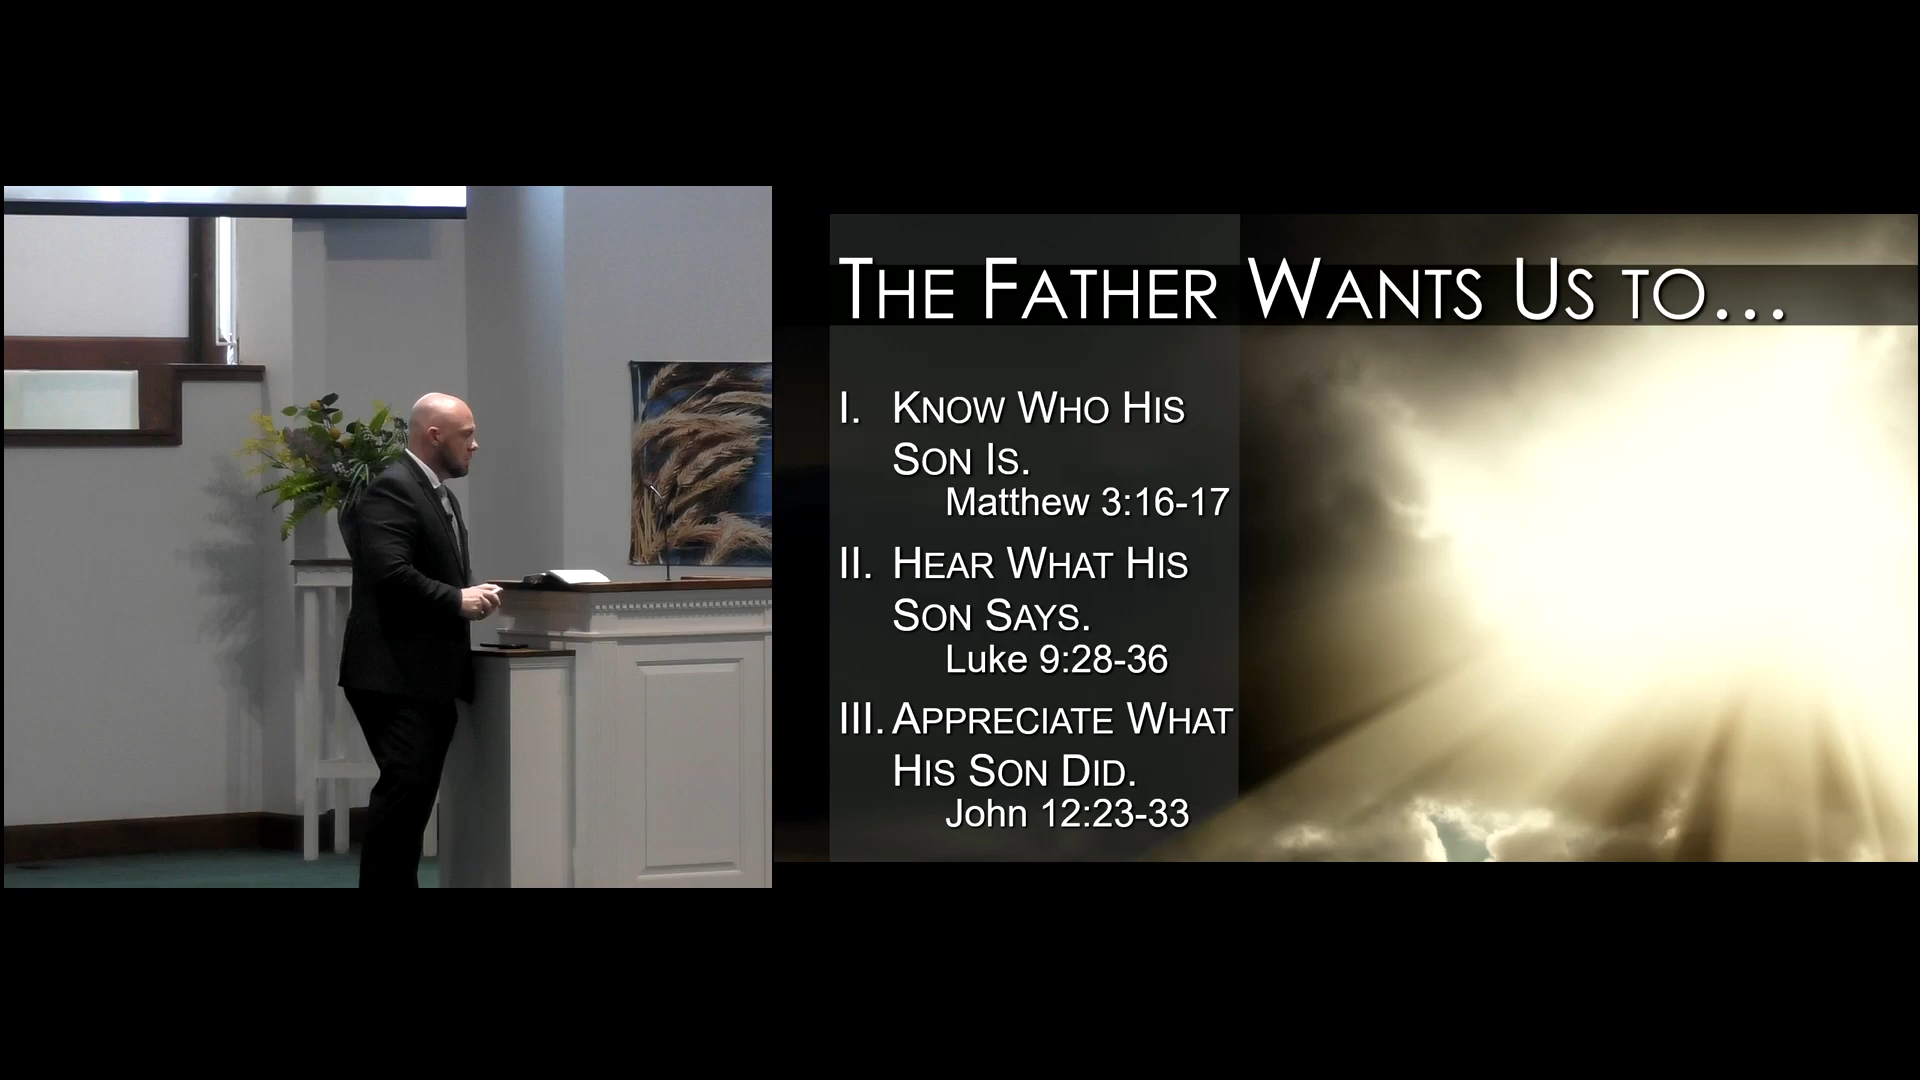 THE FATHER WANTS US TO...
I. KNOW WHO HIS
SON IS.
Matthew 3:16-17
II. HEAR WHAT HIS
SON SAYS.
Luke 9:28-36
III. APPRECIATE WHAT
HIS SON DID.
John 12:23-33